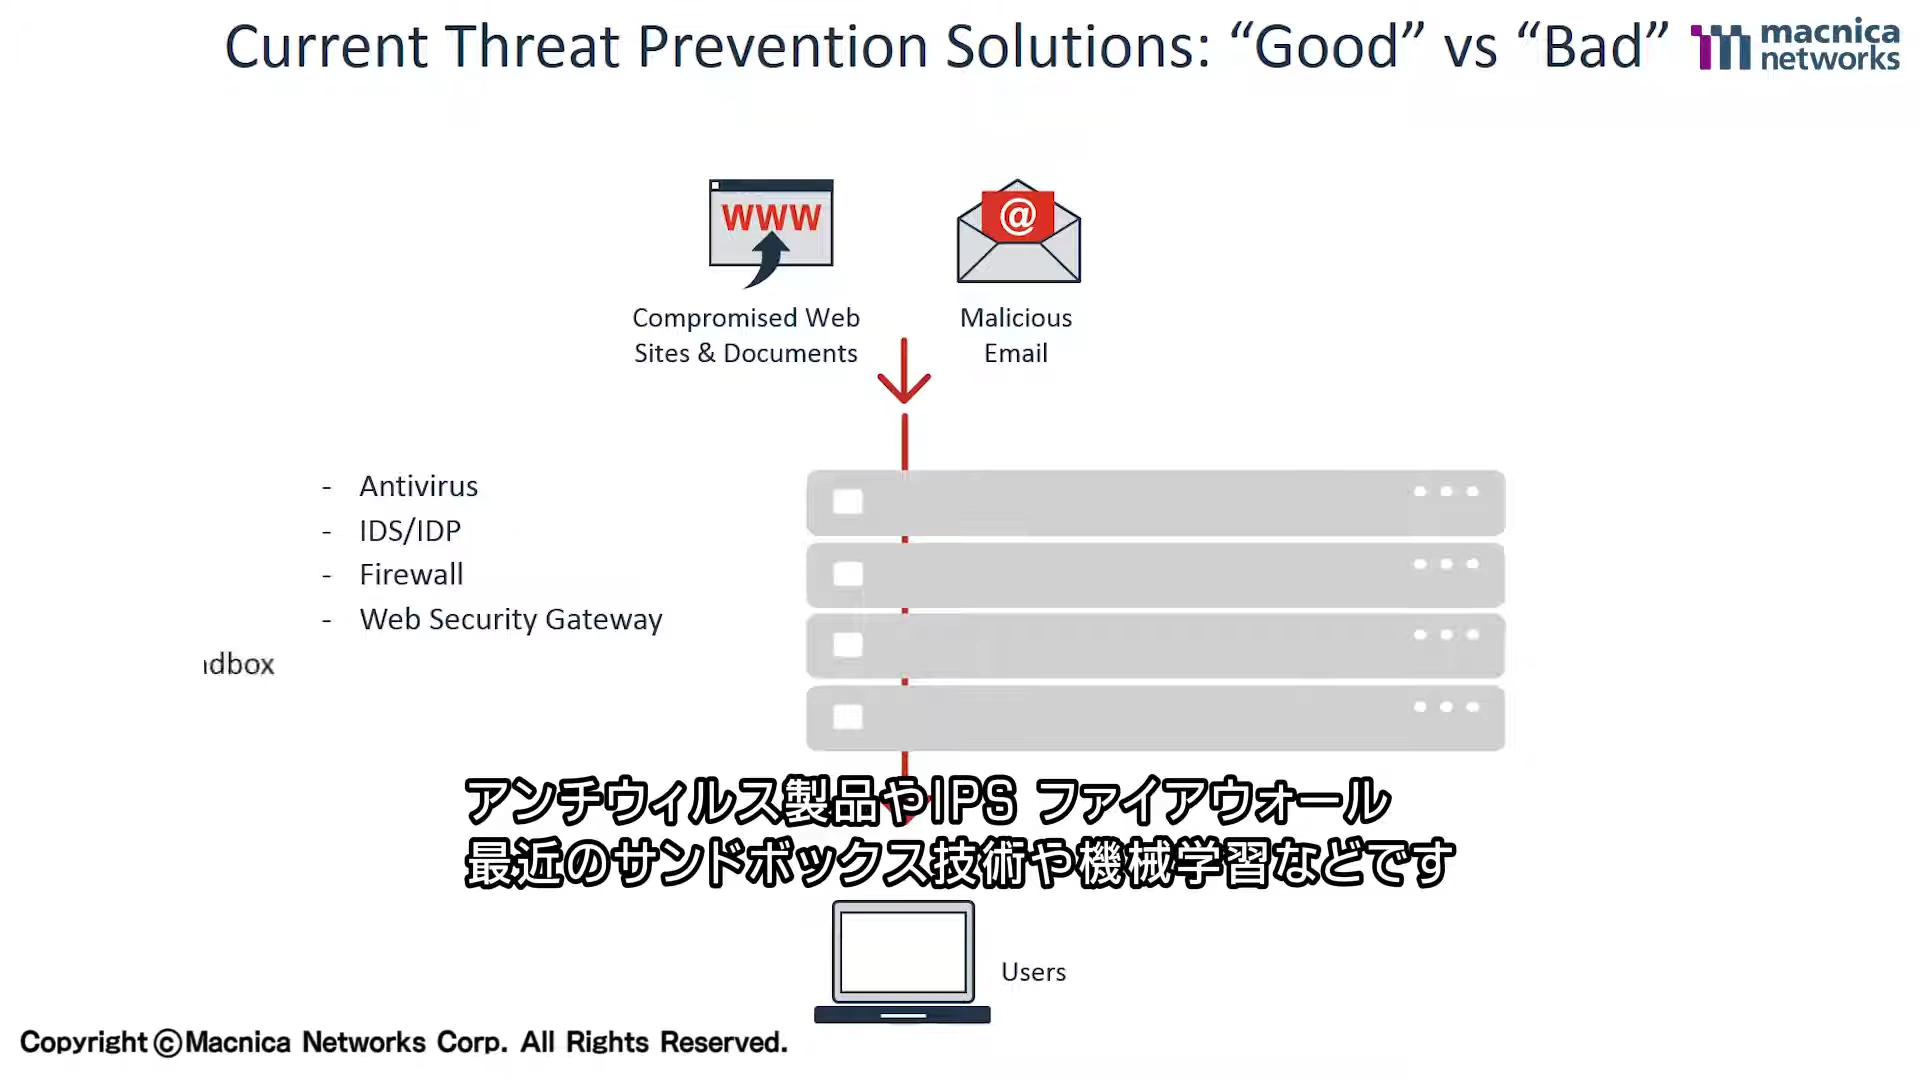 Current Threat Prevention Solutions: “Good” vs “Bad”
macnica
networks
WWW
@
Compromised Web
Sites & Documents
Malicious
Email
- Antivirus
- IDS/IDP
- Firewall
- Web Security Gateway
dbox
アンチウィルス製品やIPS ファイアウォール
最近のサンドボックス技術や機械学習などです
Users
Copyright ©Macnica Networks Corp. All Rights Reserved.